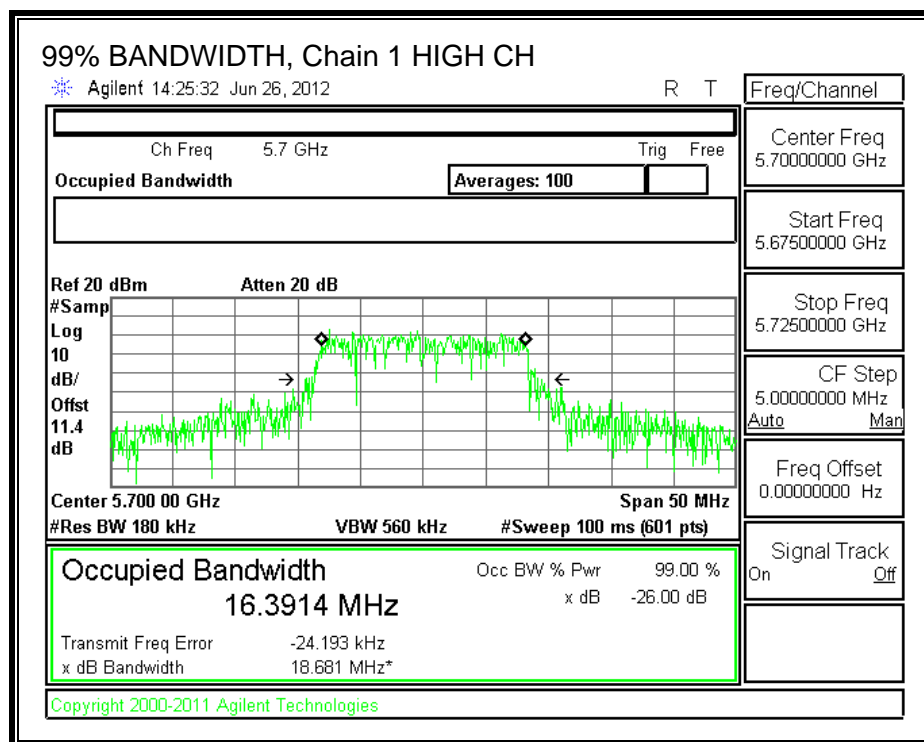 99% BANDWIDTH, Chain 1 HIGH CH
Agilent 14:25:32 Jun 26, 2012 R T
Ch Freq 5.7 GHz Trig Free
Occupied Bandwidth Averages: 100
Ref 20 dBm Atten 20 dB
#Samp
Log
10
dB/
Offst
11.4
dB
Center 5.700 00 GHz Span 50 MHz
#Res BW 180 kHz VBW 560 kHz #Sweep 100 ms (601 pts)
Occupied Bandwidth Occ BW % Pwr 99.00 %
16.3914 MHz x dB -26.00 dB
Transmit Freq Error -24.193 kHz
x dB Bandwidth 18.681 MHz*
Copyright 2000-2011 Agilent Technologies
Freq/Channel
Center Freq
5.70000000 GHz
Start Freq
5.67500000 GHz
Stop Freq
5.72500000 GHz
CF Step
5.00000000 MHz
Auto Man
Freq Offset
0.00000000 Hz
Signal Track
On Off